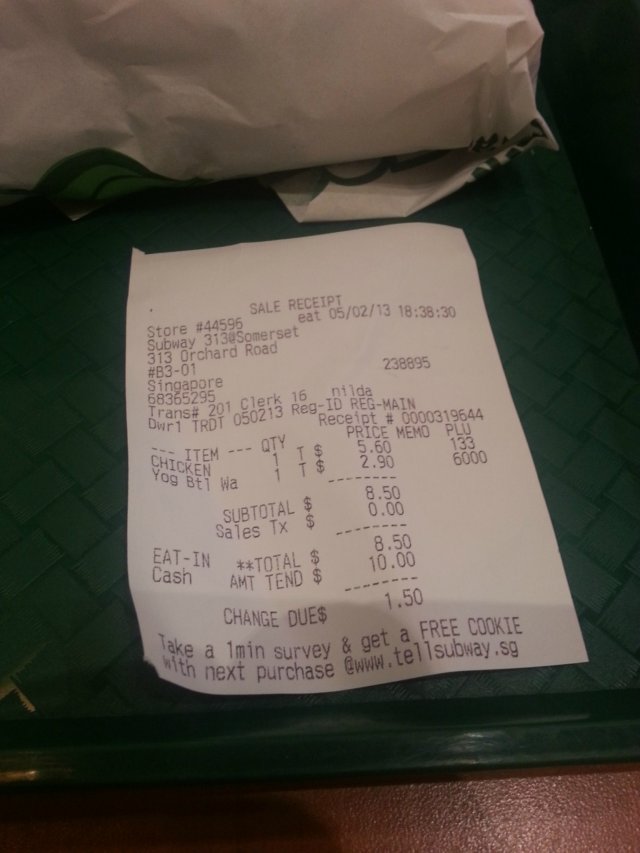 SALE RECEIPT
Store #44596 eat 05/02/13 18:38:30
Subway 313@Somerset
313 Orchard Road
#B3-01
Singapore 238895
68365295
Trans# 201 Clerk 16 nilda
Dwr1 TRDT 050213 Reg-ID REG-MAIN
Receipt # 0000319644
--- ITEM --- QTY PRICE MEMO PLU
CHICKEN 1 T $ 5.60 133
Yog Btl Wa 1 T $ 2.90 6000
--------
SUBTOTAL $ 8.50
Sales Tx $ 0.00
--------
EAT-IN **TOTAL $ 8.50
Cash AMT TEND $ 10.00
--------
CHANGE DUE$ 1.50
Take a 1min survey & get a FREE COOKIE
with next purchase @www.tellsubway.sg